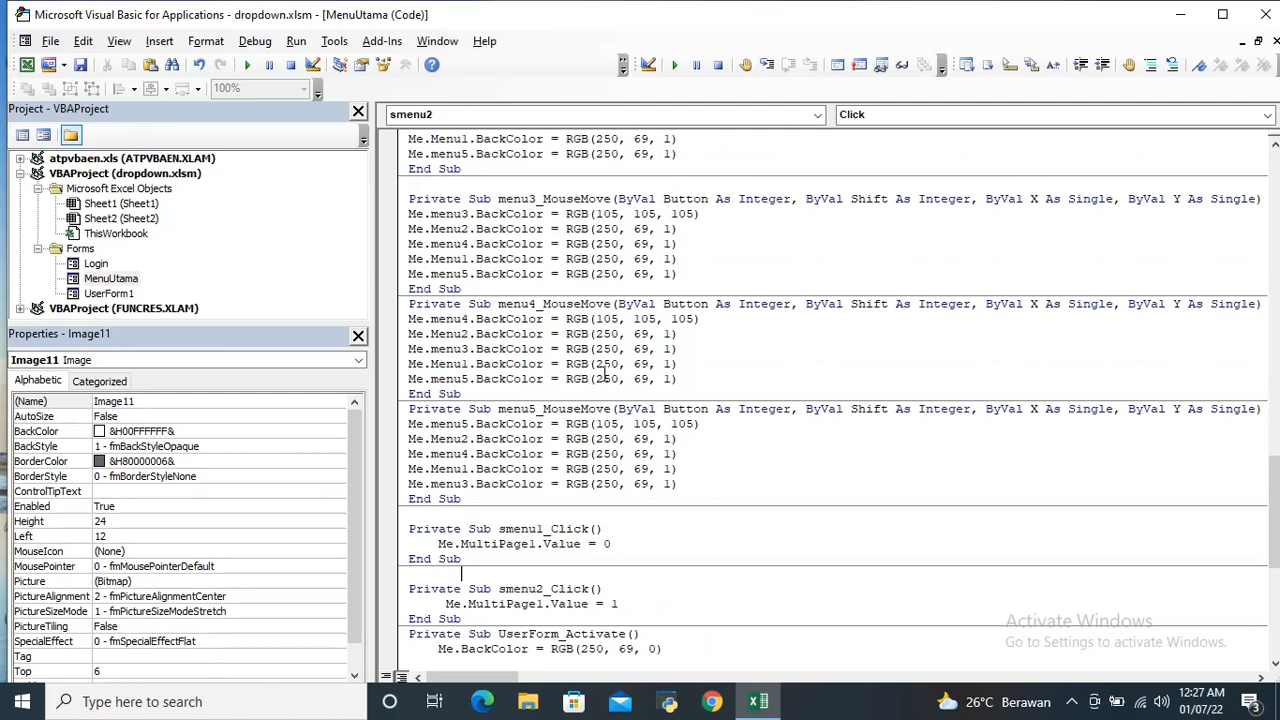 Microsoft Visual Basic for Applications - dropdown.xlsm - [MenuUtama (Code)]
File Edit View Insert Format Debug Run Tools Add-Ins Window Help
100%
Project - VBAProject
smenu2
Click
atpvbaen.xls (ATPVBAEN.XLAM)
VBAProject (dropdown.xlsm)
Microsoft Excel Objects
Sheet1 (Sheet1)
Sheet2 (Sheet2)
ThisWorkbook
Forms
Login
MenuUtama
UserForm1
VBAProject (FUNCRES.XLAM)
Properties - Image11
Image11 Image
Alphabetic Categorized
(Name) Image11
AutoSize False
BackColor &H00FFFFFF&
BackStyle 1 - fmBackStyleOpaque
BorderColor &H80000006&
BorderStyle 0 - fmBorderStyleNone
ControlTipText
Enabled True
Height 24
Left 12
MouseIcon (None)
MousePointer 0 - fmMousePointerDefault
Picture (Bitmap)
PictureAlignment 2 - fmPictureAlignmentCenter
PictureSizeMode 1 - fmPictureSizeModeStretch
PictureTiling False
SpecialEffect 0 - fmSpecialEffectFlat
Tag
Top 6
Me.Menu1.BackColor = RGB(250, 69, 1)
Me.menu5.BackColor = RGB(250, 69, 1)
End Sub
Private Sub menu3_MouseMove(ByVal Button As Integer, ByVal Shift As Integer, ByVal X As Single, ByVal Y As Single)
Me.menu3.BackColor = RGB(105, 105, 105)
Me.Menu2.BackColor = RGB(250, 69, 1)
Me.menu4.BackColor = RGB(250, 69, 1)
Me.Menu1.BackColor = RGB(250, 69, 1)
Me.menu5.BackColor = RGB(250, 69, 1)
End Sub
Private Sub menu4_MouseMove(ByVal Button As Integer, ByVal Shift As Integer, ByVal X As Single, ByVal Y As Single)
Me.menu4.BackColor = RGB(105, 105, 105)
Me.Menu2.BackColor = RGB(250, 69, 1)
Me.menu3.BackColor = RGB(250, 69, 1)
Me.Menu1.BackColor = RGB(250, 69, 1)
Me.menu5.BackColor = RGB(250, 69, 1)
End Sub
Private Sub menu5_MouseMove(ByVal Button As Integer, ByVal Shift As Integer, ByVal X As Single, ByVal Y As Single)
Me.menu5.BackColor = RGB(105, 105, 105)
Me.Menu2.BackColor = RGB(250, 69, 1)
Me.menu4.BackColor = RGB(250, 69, 1)
Me.Menu1.BackColor = RGB(250, 69, 1)
Me.menu3.BackColor = RGB(250, 69, 1)
End Sub
Private Sub smenu1_Click()
Me.MultiPage1.Value = 0
End Sub
Private Sub smenu2_Click()
Me.MultiPage1.Value = 1
End Sub
Private Sub UserForm_Activate()
Me.BackColor = RGB(250, 69, 0)
Activate Windows
Go to Settings to activate Windows.
Type here to search
26°C Berawan
12:27 AM
01/07/22
3